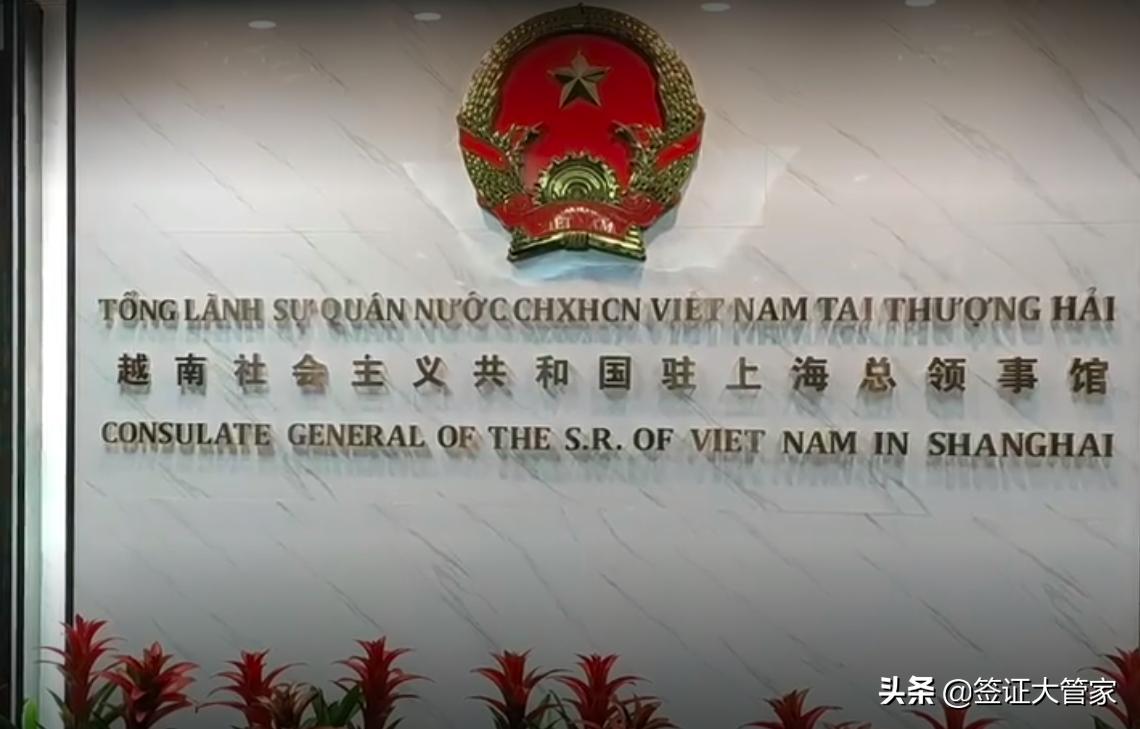 VIỆT NAM
TỔNG LÃNH SỰ QUÁN NƯỚC CHXHCN VIỆT NAM TẠI THƯỢNG HẢI
越南社会主义共和国驻上海总领事馆
CONSULATE GENERAL OF THE S.R. OF VIET NAM IN SHANGHAI
头条 @签证大管家